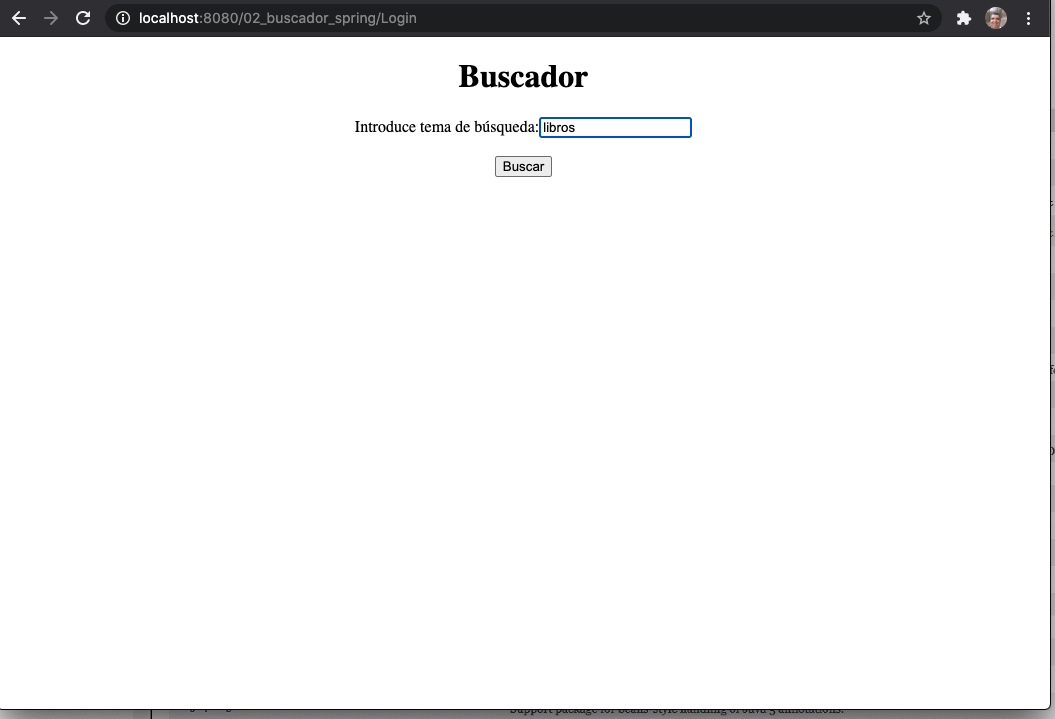 localhost:8080/02_buscador_spring/Login
Buscador
Introduce tema de búsqueda: libros
Buscar
Support package for beans-style handling of Java 5 annotations.